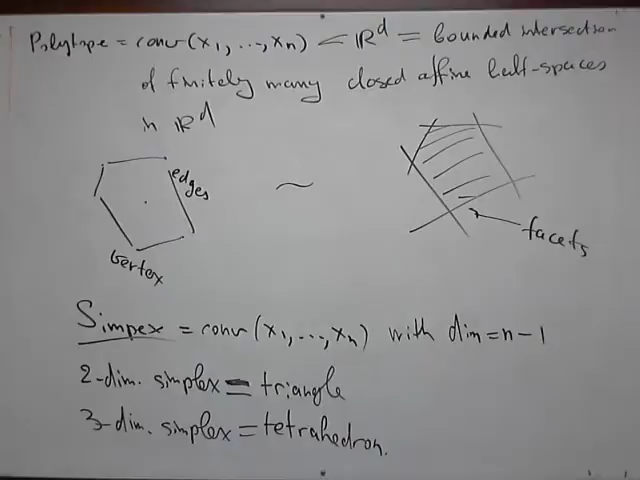 Polytope = conv(x₁, ..., xₙ) ⊂ ℝᵈ = bounded intersection
of finitely many closed affine half-spaces
in ℝᵈ
edges
~
vertex
facets
Simpex = conv(x₁, ..., xₙ) with dim = n-1
2-dim. simplex = triangle
3-dim. simplex = tetrahedron.